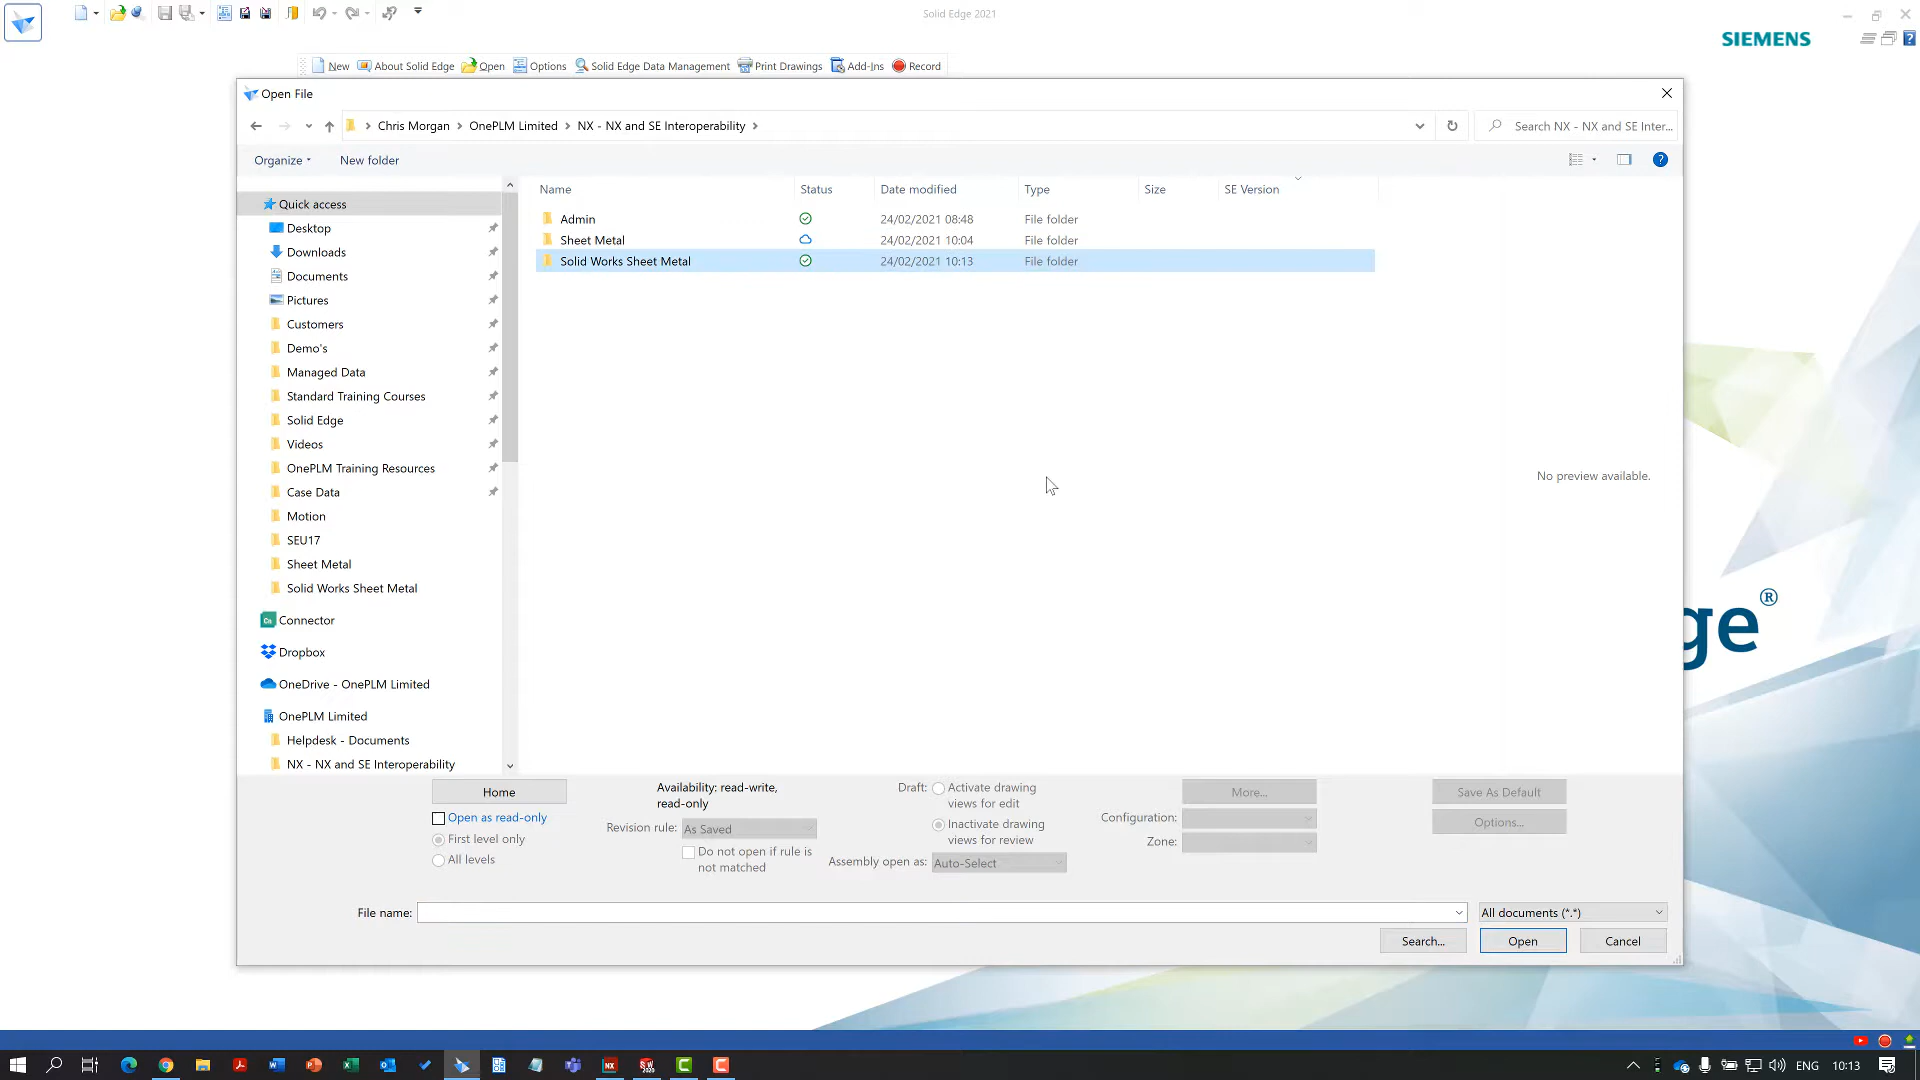 Solid Edge 2021
SIEMENS
New About Solid Edge Open Options Solid Edge Data Management Print Drawings Add-Ins Record
Open File
Chris Morgan OnePLM Limited NX - NX and SE Interoperability
Search NX - NX and SE Inter...
Organize New folder
Name Status Date modified Type Size SE Version
Quick access
Desktop
Downloads
Documents
Pictures
Customers
Demo's
Managed Data
Standard Training Courses
Solid Edge
Videos
OnePLM Training Resources
Case Data
Motion
SEU17
Sheet Metal
Solid Works Sheet Metal
Connector
Dropbox
OneDrive - OnePLM Limited
OnePLM Limited
Helpdesk - Documents
NX - NX and SE Interoperability
Admin 24/02/2021 08:48 File folder
Sheet Metal 24/02/2021 10:04 File folder
Solid Works Sheet Metal 24/02/2021 10:13 File folder
No preview available.
ge®
Home
Open as read-only
First level only
All levels
Availability: read-write,
read-only
Revision rule: As Saved
Do not open if rule is
not matched
Draft: Activate drawing
views for edit
Inactivate drawing
views for review
Assembly open as: Auto-Select
More...
Configuration:
Zone:
Save As Default
Options...
File name: All documents (*.*)
Search... Open Cancel
ENG 10:13